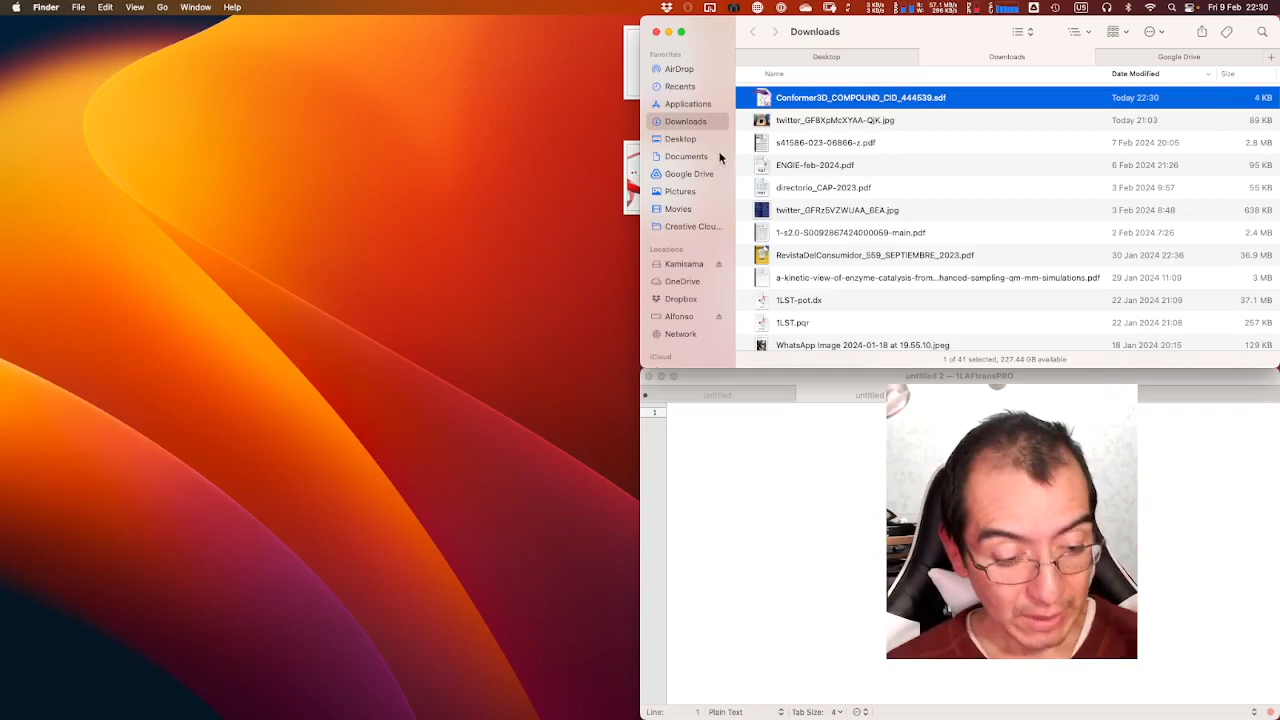 Finder File Edit View Go Window Help
Fri 9 Feb 22:30
Downloads
Desktop Downloads Google Drive
Name Date Modified Size
Favorites
AirDrop
Recents
Applications
Downloads
Desktop
Documents
Google Drive
Pictures
Movies
Creative Clou...
Locations
Kamisama
OneDrive
Dropbox
Alfonso
Network
iCloud
Conformer3D_COMPOUND_CID_444539.sdf Today 22:30 4 KB
twitter_GF8XpMcXYAA-QjK.jpg Today 21:03 89 KB
s41586-023-06866-z.pdf 7 Feb 2024 20:05 2.8 MB
ENGIE-feb-2024.pdf 6 Feb 2024 21:26 95 KB
directorio_CAP-2023.pdf 3 Feb 2024 9:57 55 KB
twitter_GFRz5VZWUAA_6EA.jpg 3 Feb 2024 8:48 638 KB
1-s2.0-S0092867424000059-main.pdf 2 Feb 2024 7:26 2.4 MB
RevistaDelConsumidor_559_SEPTIEMBRE_2023.pdf 30 Jan 2024 22:36 36.9 MB
a-kinetic-view-of-enzyme-catalysis-from...hanced-sampling-qm-mm-simulations.pdf 29 Jan 2024 11:09 3 MB
1LST-pot.dx 22 Jan 2024 21:09 37.1 MB
1LST.pqr 22 Jan 2024 21:08 257 KB
WhatsApp Image 2024-01-18 at 19.55.10.jpeg 18 Jan 2024 20:15 129 KB
1 of 41 selected, 227.44 GB available
untitled 2 — 1LAFtransPRO
untitled untitled
1
Line: 1 Plain Text Tab Size: 4